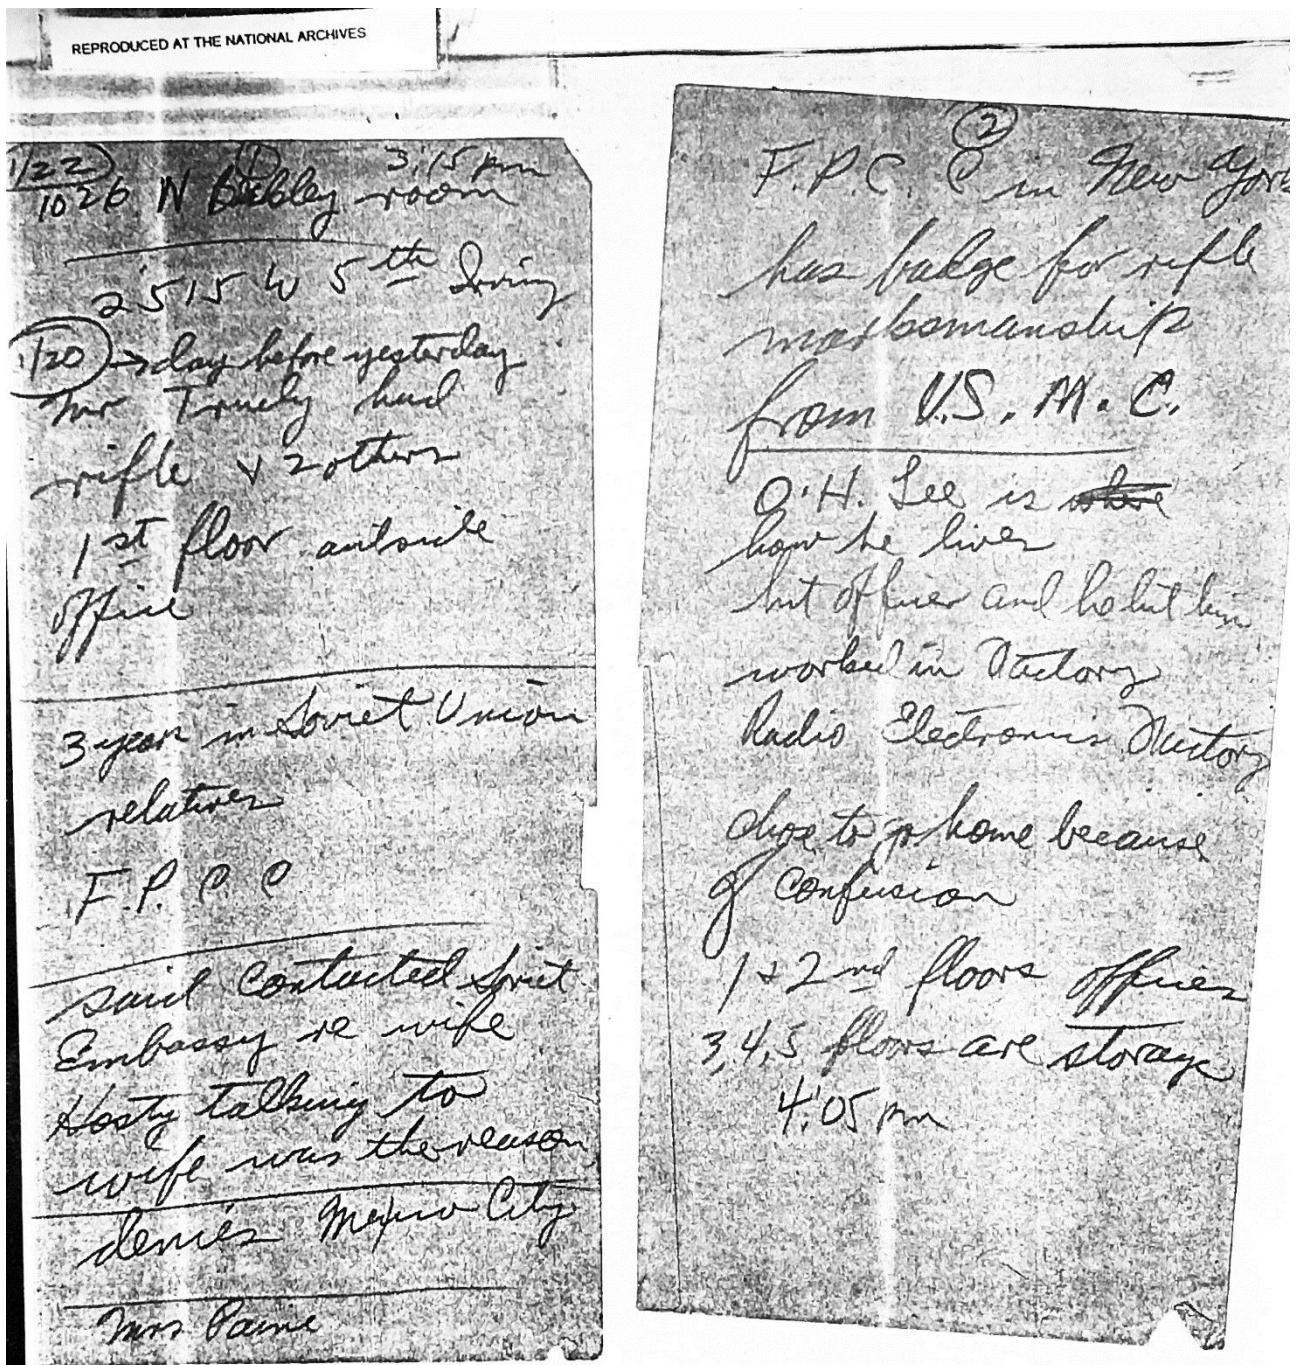 REPRODUCED AT THE NATIONAL ARCHIVES
1/22 ① 3:15 pm
1026 N Beckley room
2515 W 5th Irving
1/20 → day before yesterday
Mr Truely had
rifle & 2 others
1st floor outside
office
3 years in Soviet Union
relatives
F.P.C C
said contacted Soviet
Embassy re wife
Hosty talking to
wife was the reason
denies Mexico City
Mrs Paine
②
F.P.C. C in New York
has badge for rifle
marksmanship
from U.S.M.C.
O.H. Lee is where
how he lives
hit officer and he hit him
worked in Factory
Radio Electronics Factory
chose to go home because
of confusion
1 & 2nd floors offices
3,4,5 floors are storage
4:05 pm